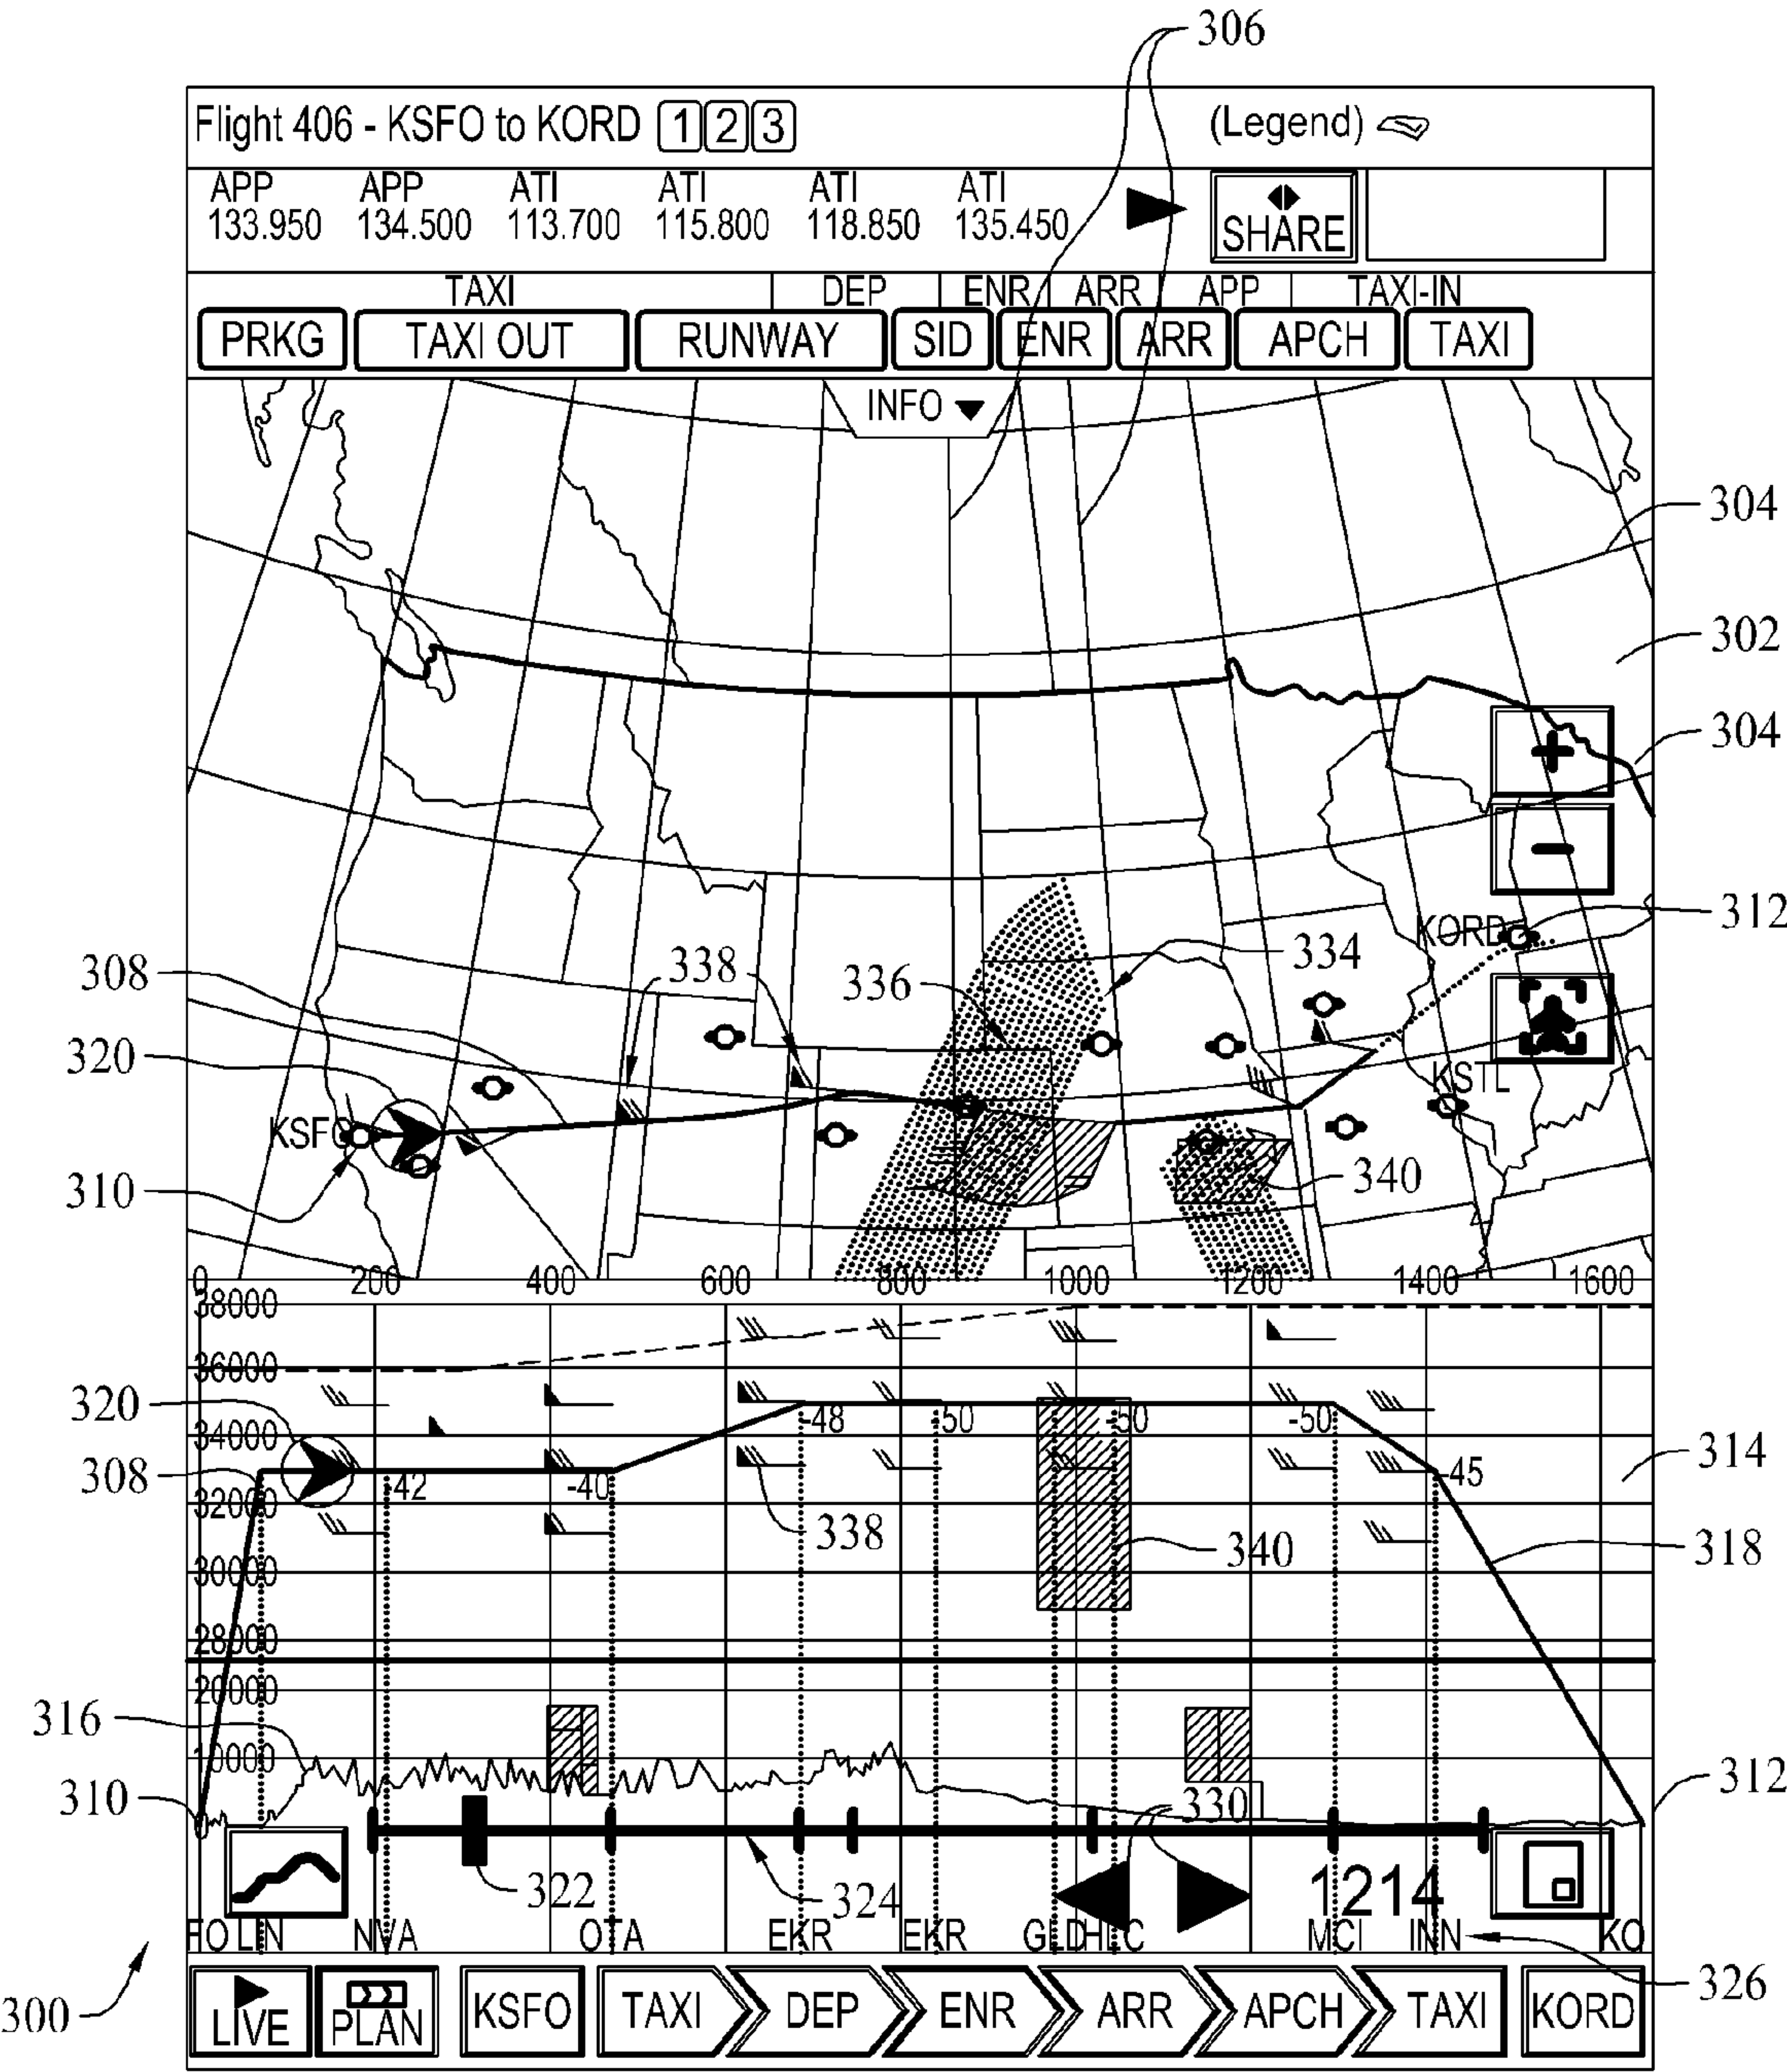 306
Flight 406 - KSFO to KORD 1 2 3 (Legend)
APP APP ATI ATI ATI ATI
133.950 134.500 113.700 115.800 118.850 135.450 SHARE
TAXI DEP ENR ARR APP TAXI-IN
PRKG TAXI OUT RUNWAY SID ENR ARR APCH TAXI
INFO
304
302
304
+
-
312
KORD
308 338 336 334
320
KSTL
KSFO
310 340
0 200 400 600 800 1000 1200 1400 1600
38000
36000
320
-48 -50 -50 -50
34000
314
308 -42 -40 -45
32000
338 340 318
30000
28000
20000
316
10000
310 330 312
0
322 324 1214
FO LIN NVA OTA EKR EKR GLD HLC MCI INN KO
326
300
LIVE PLAN KSFO TAXI DEP ENR ARR APCH TAXI KORD